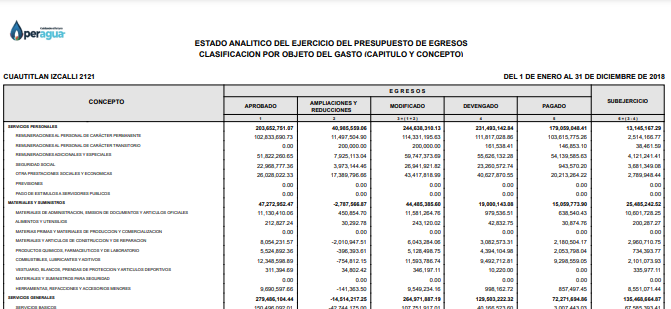 Operagua
ESTADO ANALITICO DEL EJERCICIO DEL PRESUPUESTO DE EGRESOS
CLASIFICACION POR OBJETO DEL GASTO (CAPITULO Y CONCEPTO)
CUAUTITLAN IZCALLI 2121 DEL 1 DE ENERO AL 31 DE DICIEMBRE DE 2018
EGRESOS
CONCEPTO APROBADO AMPLIACIONES Y REDUCCIONES MODIFICADO DEVENGADO PAGADO SUBEJERCICIO
1 2 3 = ( 1 + 2 ) 4 5 6 = ( 3 - 4 )
SERVICIOS PERSONALES 203,652,751.07 40,985,559.06 244,638,310.13 231,493,142.84 179,059,048.41 13,145,167.29
REMUNERACIONES AL PERSONAL DE CARÁCTER PERMANENTE 102,833,690.73 11,497,504.90 114,331,195.63 111,817,028.86 103,615,775.26 2,514,166.77
REMUNERACIONES AL PERSONAL DE CARÁCTER TRANSITORIO 0.00 200,000.00 200,000.00 161,538.41 146,853.10 38,461.59
REMUNERACIONES ADICIONALES Y ESPECIALES 51,822,260.65 7,925,113.04 59,747,373.69 55,626,132.28 54,139,585.63 4,121,241.41
SEGURIDAD SOCIAL 22,968,777.36 3,973,144.46 26,941,921.82 23,260,572.74 943,570.20 3,681,349.08
OTRA PRESTACIONES SOCIALES Y ECONOMICAS 26,028,022.33 17,389,796.66 43,417,818.99 40,627,870.55 20,213,264.22 2,789,948.44
PREVISIONES 0.00 0.00 0.00 0.00 0.00 0.00
PAGO DE ESTIMULOS A SERVIDORES PUBLICOS 0.00 0.00 0.00 0.00 0.00 0.00
MATERIALES Y SUMINISTROS 47,272,952.47 -2,787,566.87 44,485,385.60 19,000,143.08 15,059,773.90 25,485,242.52
MATERIALES DE ADMINISTRACION, EMISION DE DOCUMENTOS Y ARTICULOS OFICIALES 11,130,410.06 450,854.70 11,581,264.76 979,536.51 638,540.43 10,601,728.25
ALIMENTOS Y UTENSILIOS 212,827.24 30,292.78 243,120.02 42,832.75 30,674.76 200,287.27
MATERIAS PRIMAS Y MATERIALES DE PRODUCCION Y COMERCIALIZACION 0.00 0.00 0.00 0.00 0.00 0.00
MATERIALES Y ARTICULOS DE CONSTRUCCION Y DE REPARACION 8,054,231.57 -2,010,947.51 6,043,284.06 3,082,573.31 2,180,504.17 2,960,710.75
PRODUCTOS QUIMICOS, FARMACEUTICOS Y DE LABORATORIO 5,524,892.36 -396,393.61 5,128,498.75 4,394,104.98 2,053,798.04 734,393.77
COMBUSTIBLES, LUBRICANTES Y ADITIVOS 12,348,598.89 -754,812.15 11,593,786.74 9,492,712.81 9,298,559.05 2,101,073.93
VESTUARIO, BLANCOS, PRENDAS DE PROTECCION Y ARTICULOS DEPORTIVOS 311,394.69 34,802.42 346,197.11 10,220.00 0.00 335,977.11
MATERIALES Y SUMINISTROS PARA SEGURIDAD 0.00 0.00 0.00 0.00 0.00 0.00
HERRAMIENTAS, REFACCIONES Y ACCESORIOS MENORES 9,690,597.66 -141,363.50 9,549,234.16 998,162.72 857,497.45 8,551,071.44
SERVICIOS GENERALES 279,486,104.44 -14,514,217.25 264,971,887.19 129,503,222.32 72,271,694.86 135,468,664.87
SERVICIOS BASICOS